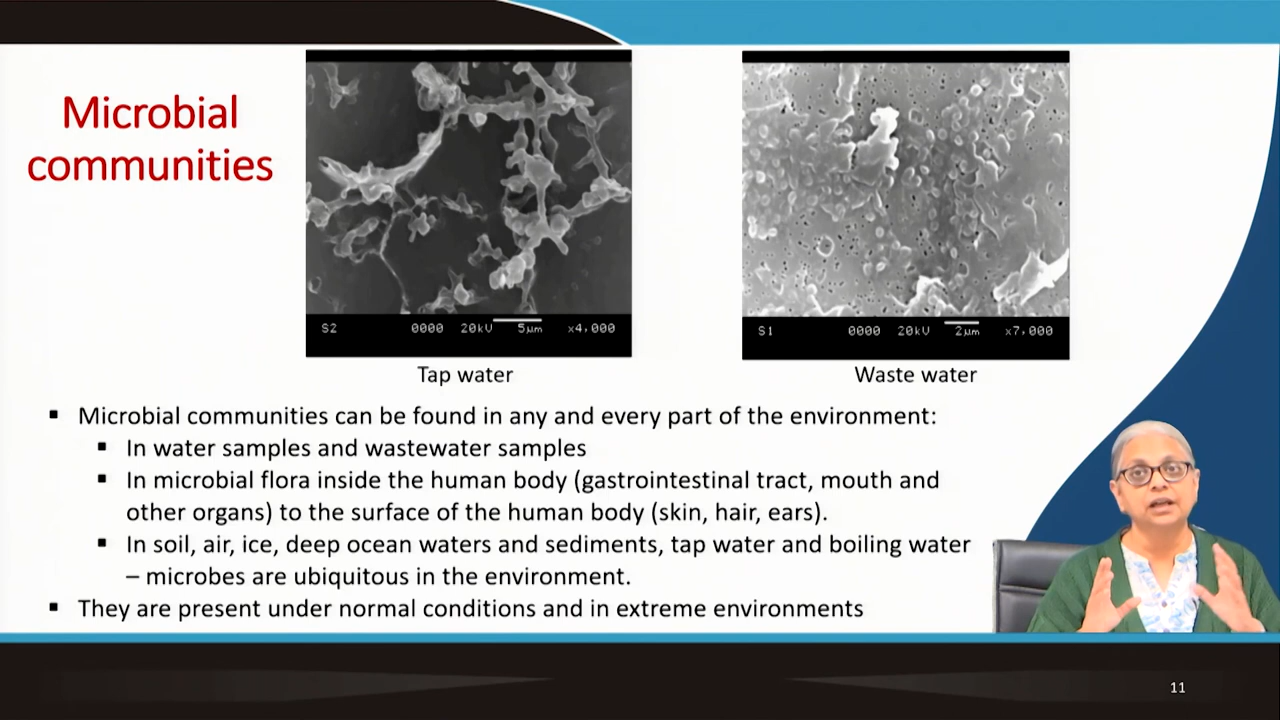 Microbial
communities
S2 0000 20kU 5µm x4,000
S1 0000 20kU 2µm x7,000
Tap water
Waste water
▪ Microbial communities can be found in any and every part of the environment:
▪ In water samples and wastewater samples
▪ In microbial flora inside the human body (gastrointestinal tract, mouth and
other organs) to the surface of the human body (skin, hair, ears).
▪ In soil, air, ice, deep ocean waters and sediments, tap water and boiling water
– microbes are ubiquitous in the environment.
▪ They are present under normal conditions and in extreme environments
11